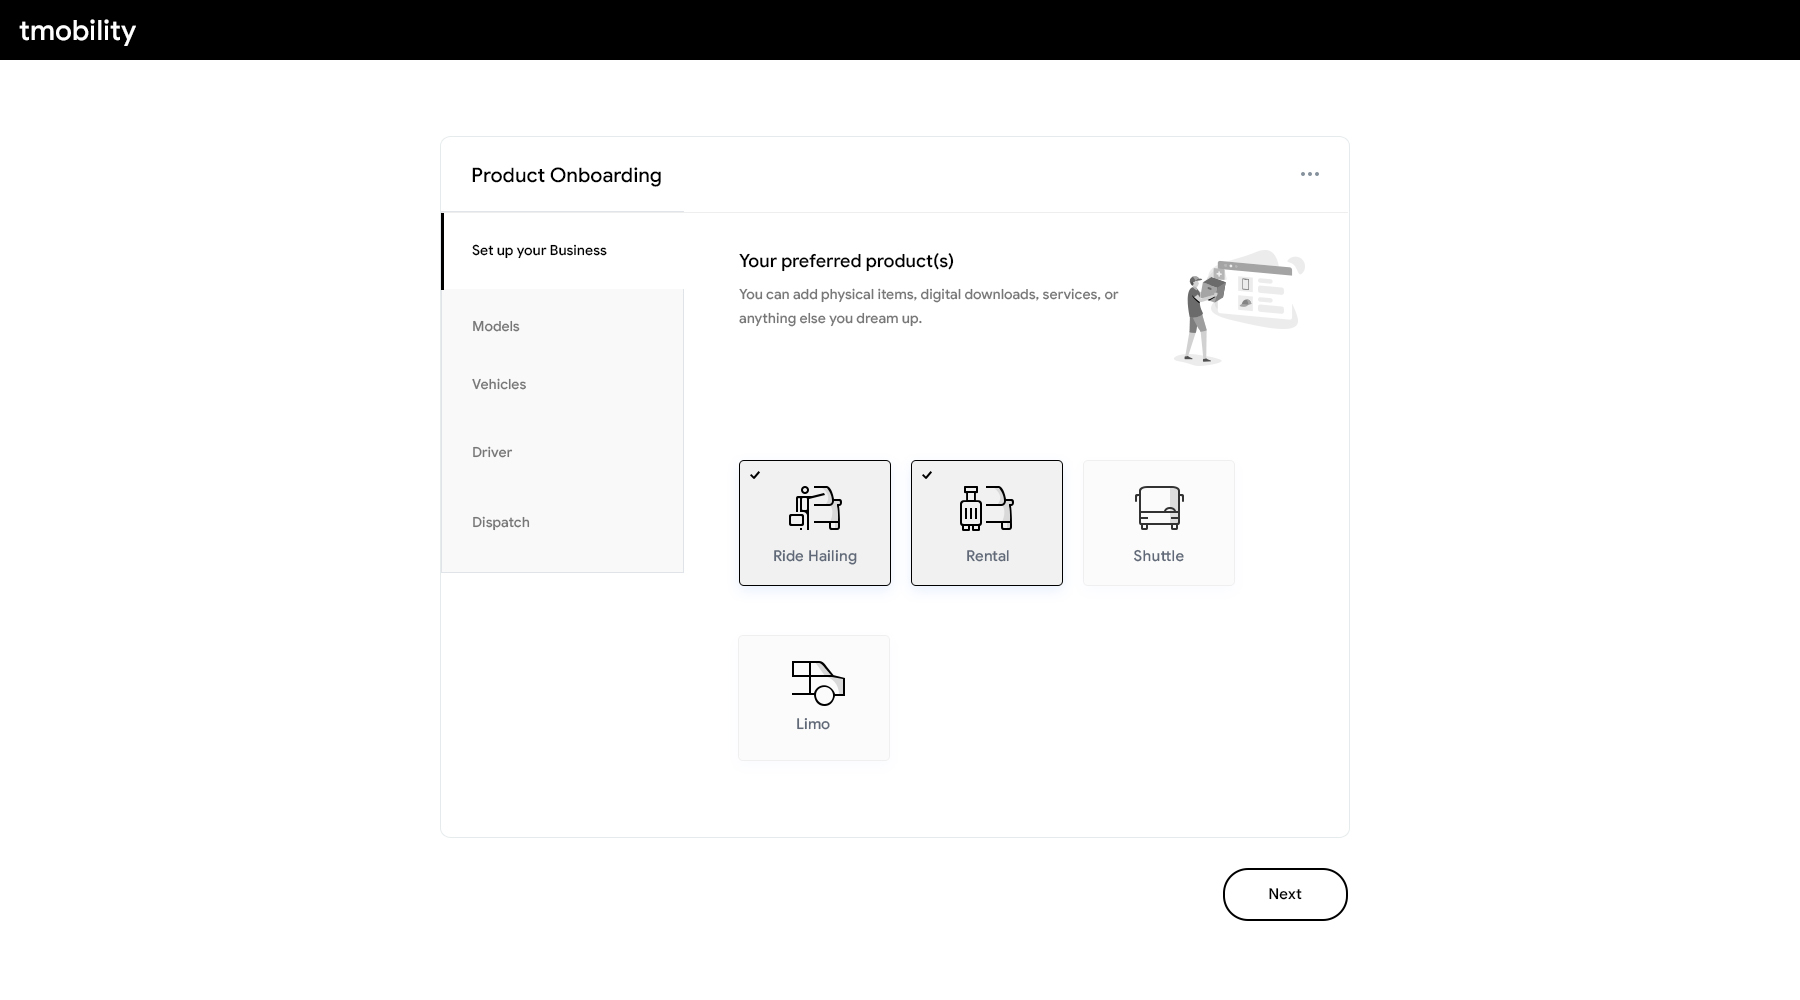 tmobility
Product Onboarding
Set up your Business
Models
Vehicles
Driver
Dispatch
Your preferred product(s)
You can add physical items, digital downloads, services, or
anything else you dream up.
Ride Hailing
Rental
Shuttle
Limo
Next